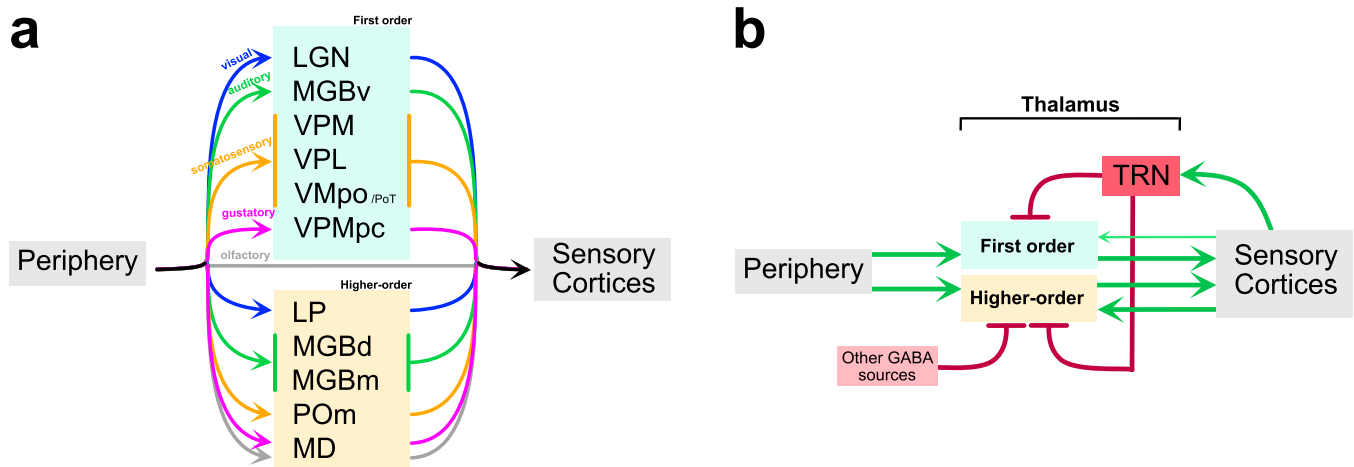 a
First order
visual
LGN
auditory
MGBv
VPM
somatosensory
VPL
VMpo /PoT
gustatory
VPMpc
olfactory
Periphery
Sensory
Cortices
Higher-order
LP
MGBd
MGBm
POm
MD
b
Thalamus
TRN
First order
Periphery
Higher-order
Sensory
Cortices
Other GABA
sources